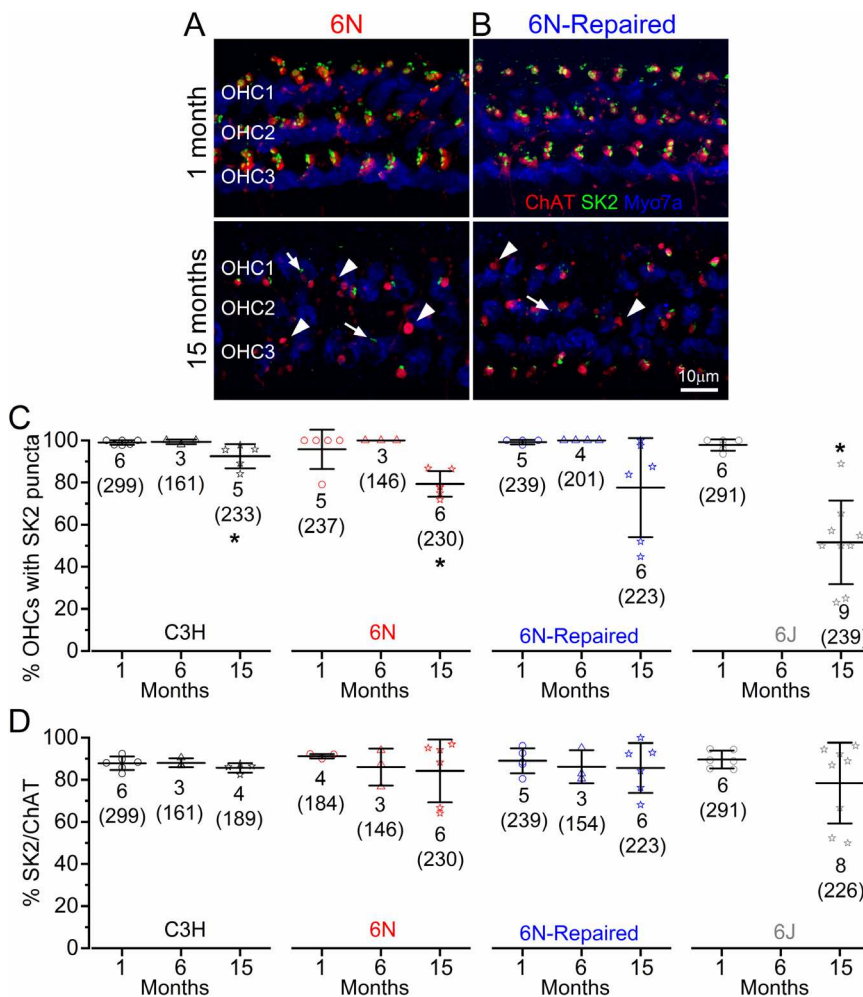 A 6N B 6N-Repaired
1 month
OHC1
OHC2
OHC3
ChAT SK2 Myo7a
15 months
OHC1
OHC2
OHC3
10μm
C
% OHCs with SK2 puncta
100
80
60
40
20
0
6 3 5
(299) (161) (233)
*
C3H
1 6 15
Months
5 3 6
(237) (146) (230)
*
6N
1 6 15
Months
5 4 6
(239) (201) (223)
6N-Repaired
1 6 15
Months
*
6 9
(291) (239)
6J
1 6 15
Months
D
% SK2/ChAT
100
80
60
40
20
0
6 3 4
(299) (161) (189)
C3H
1 6 15
Months
4 3 6
(184) (146) (230)
6N
1 6 15
Months
5 3 6
(239) (154) (223)
6N-Repaired
1 6 15
Months
6 8
(291) (226)
6J
1 6 15
Months